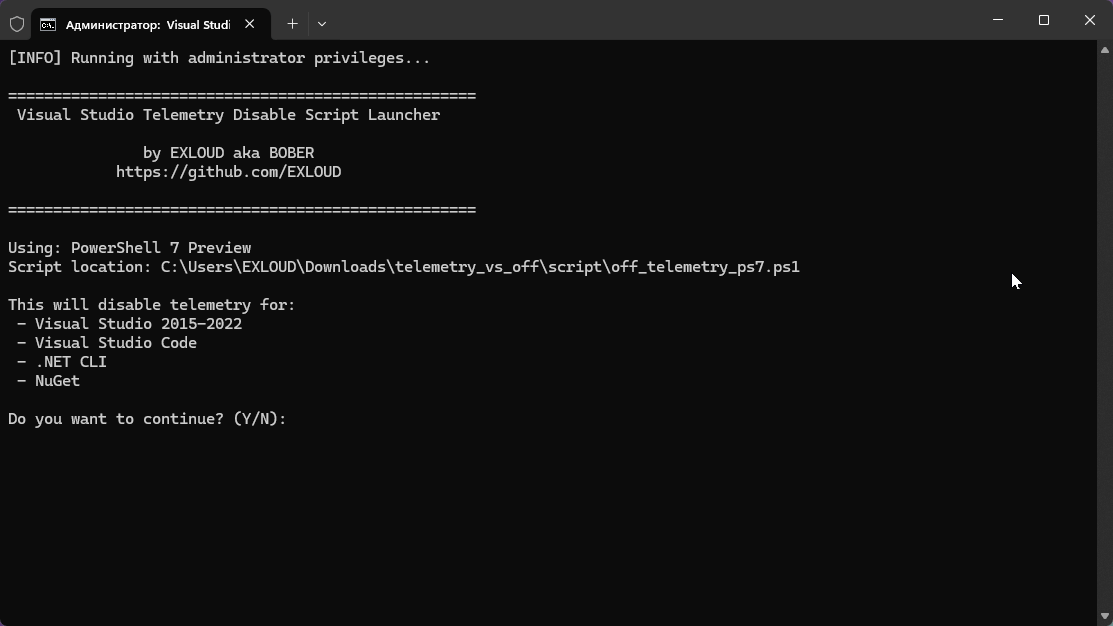 Администратор: Visual Studi
[INFO] Running with administrator privileges...
====================================================
Visual Studio Telemetry Disable Script Launcher
by EXLOUD aka BOBER
https://github.com/EXLOUD
====================================================
Using: PowerShell 7 Preview
Script location: C:\Users\EXLOUD\Downloads\telemetry_vs_off\script\off_telemetry_ps7.ps1
This will disable telemetry for:
- Visual Studio 2015-2022
- Visual Studio Code
- .NET CLI
- NuGet
Do you want to continue? (Y/N):